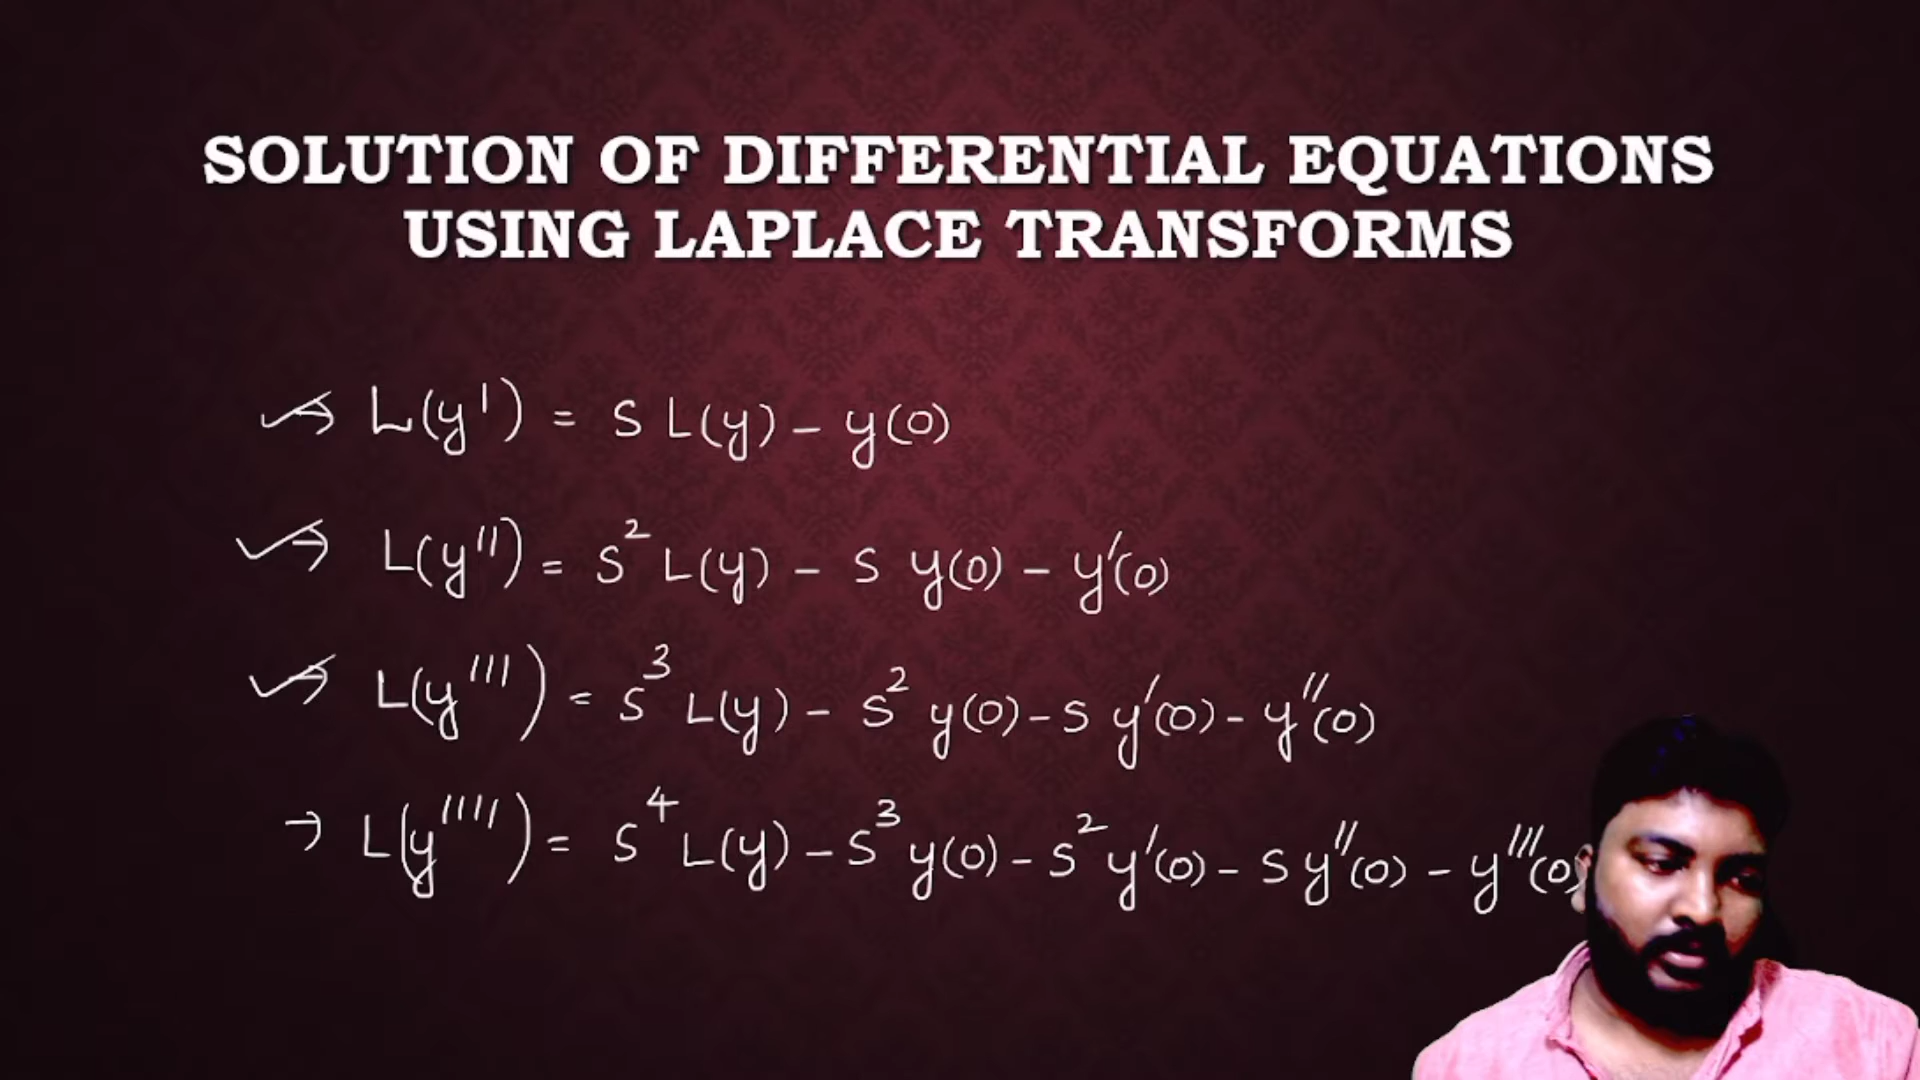 SOLUTION OF DIFFERENTIAL EQUATIONS
USING LAPLACE TRANSFORMS
→ L(y') = S L(y) - y(0)
→ L(y'') = S² L(y) - S y(0) - y'(0)
→ L(y''') = S³ L(y) - S² y(0) - S y'(0) - y''(0)
→ L(y'''') = S⁴ L(y) - S³ y(0) - S² y'(0) - S y''(0) - y'''(0)